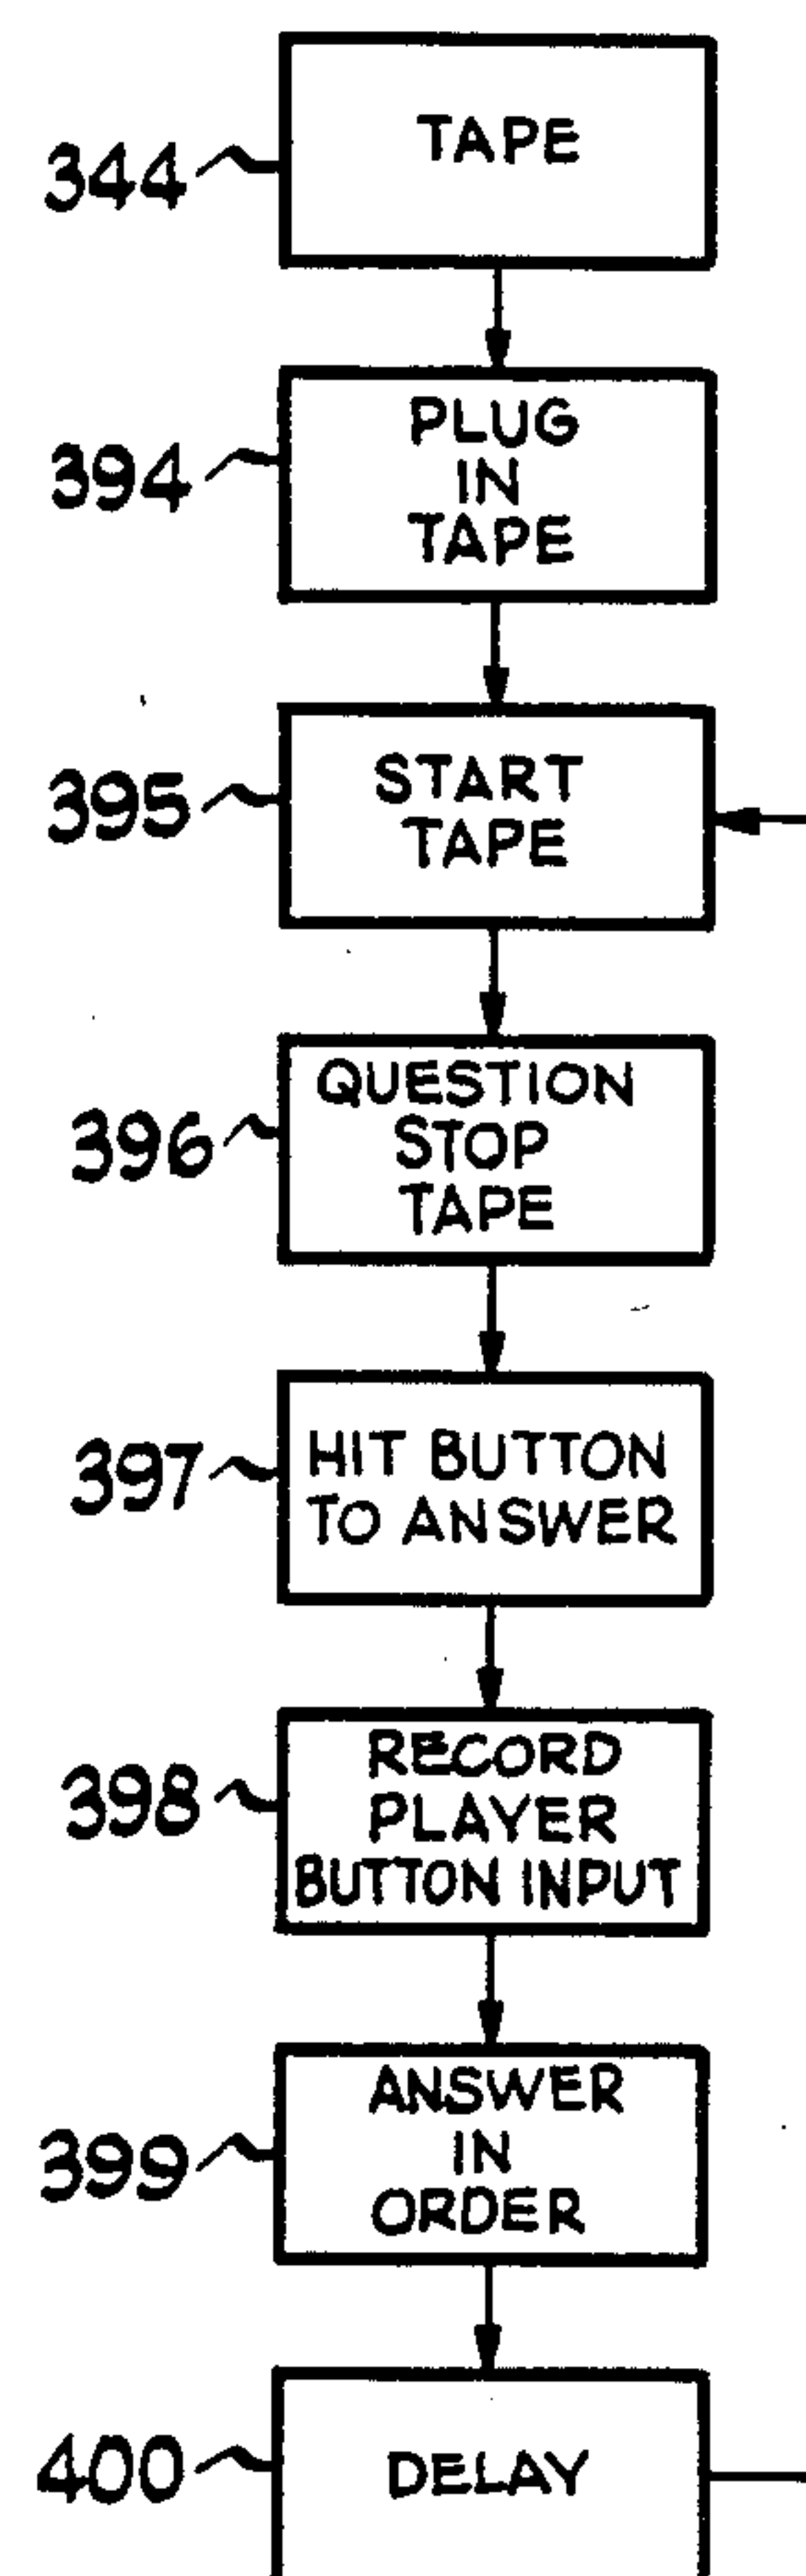 344
TAPE
394
PLUG
IN
TAPE
395
START
TAPE
396
QUESTION
STOP
TAPE
397
HIT BUTTON
TO ANSWER
398
RECORD
PLAYER
BUTTON INPUT
399
ANSWER
IN
ORDER
400
DELAY